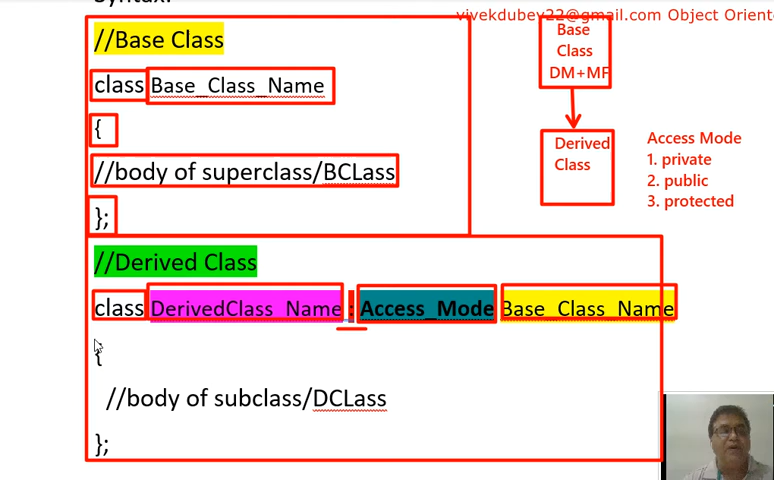 Syntax:
vivekdubey22@gmail.com Object Oriente
//Base Class
class Base_Class_Name
{
//body of superclass/BCLass
};
Base
Class
DM+MF
Derived
Class
Access Mode
1. private
2. public
3. protected
//Derived Class
class DerivedClass_Name : Access_Mode Base_Class_Name
{
//body of subclass/DCLass
};